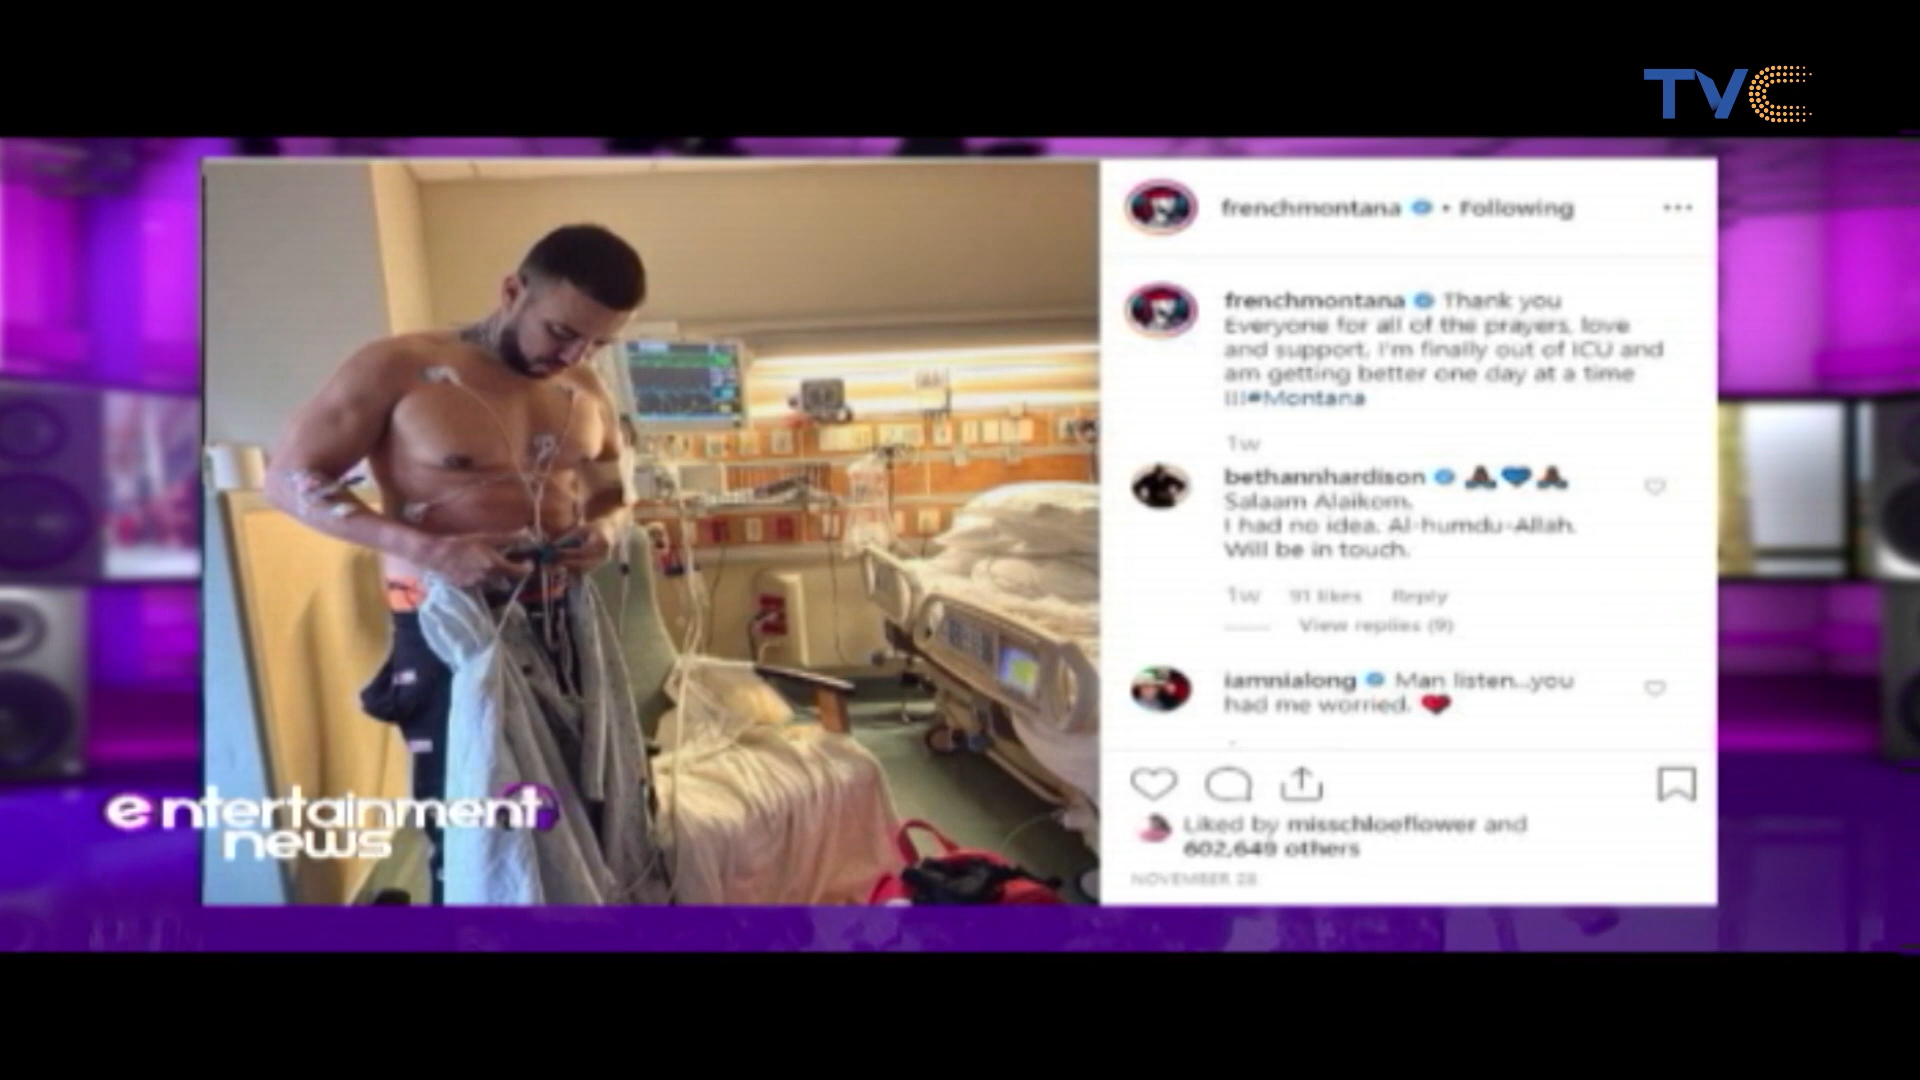 TVC
frenchmontana • Following
frenchmontana Thank you
Everyone for all of the prayers, love
and support, I'm finally out of ICU and
am getting better one day at a time
!!!#Montana
1w
bethannhardison
Salaam Alaikom.
I had no idea. Al-humdu-Allah.
Will be in touch.
1w 91 likes Reply
View replies (9)
iamnialong Man listen...you
had me worried.
Liked by misschloeflower and
602,649 others
NOVEMBER 28
entertainment
news